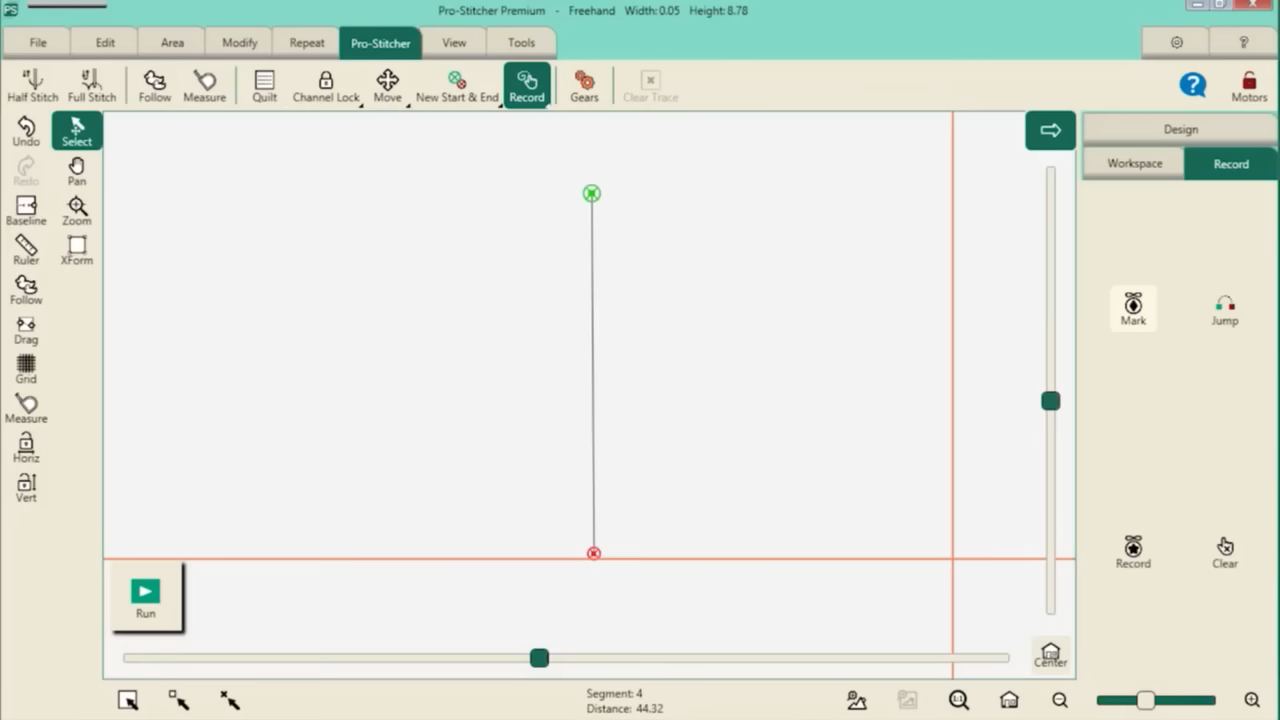 PS
Pro-Stitcher Premium - Freehand Width: 0.05 Height: 8.78
File Edit Area Modify Repeat Pro-Stitcher View Tools ?
Half Stitch Full Stitch Follow Measure Quilt Channel Lock Move New Start & End Record Gears Clear Trace ? Motors
Undo Select
Redo Pan
Baseline Zoom
Ruler XForm
Follow
Drag
Grid
Measure
Horiz
Vert
Design
Workspace Record
Mark Jump
Record Clear
Run
Center
Segment: 4
Distance: 44.32
1:1